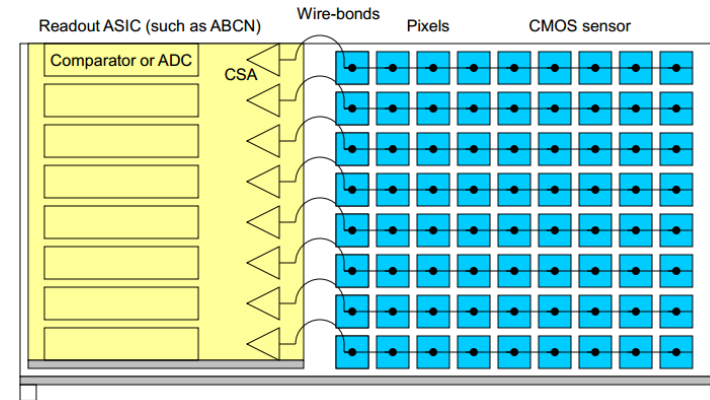 Readout ASIC (such as ABCN)
Wire-bonds
Pixels
CMOS sensor
Comparator or ADC
CSA